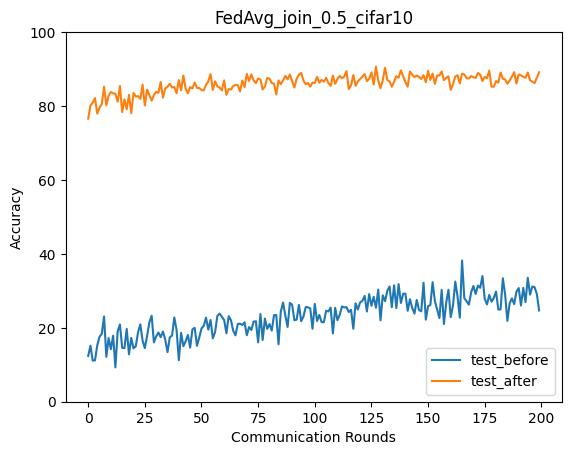 FedAvg_join_0.5_cifar10
100
80
60
40
20
0
Accuracy
test_before
test_after
0 25 50 75 100 125 150 175 200
Communication Rounds